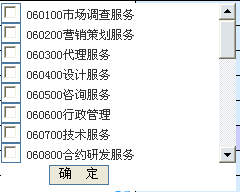 060100市场调查服务
060200营销策划服务
060300代理服务
060400设计服务
060500咨询服务
060600行政管理
060700技术服务
060800合约研发服务
确 定